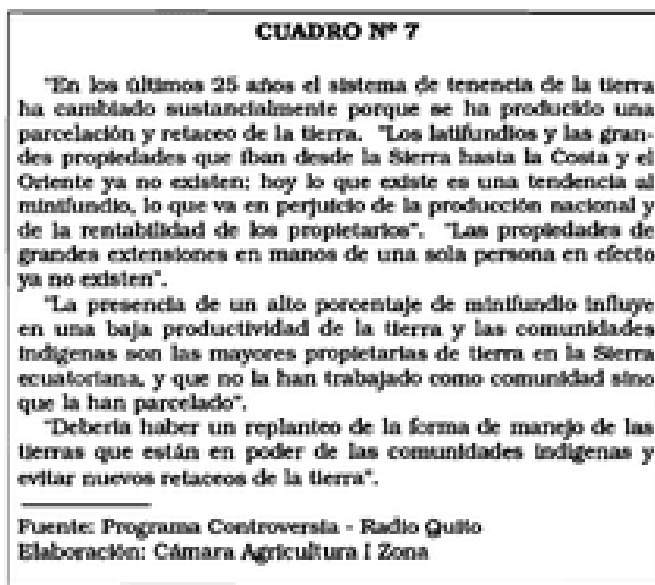 CUADRO Nº 7
"En los últimos 25 años el sistema de tenencia de la tierra
ha cambiado sustancialmente porque se ha producido una
parcelación y retaceo de la tierra. "Los latifundios y las gran-
des propiedades que iban desde la Sierra hasta la Costa y el
Oriente ya no existen; hoy lo que existe es una tendencia al
minifundio, lo que va en perjuicio de la producción nacional y
de la rentabilidad de los propietarios". "Las propiedades de
grandes extensiones en manos de una sola persona en efecto
ya no existen".
"La presencia de un alto porcentaje de minifundio influye
en una baja productividad de la tierra y las comunidades
indígenas son las mayores propietarias de tierra en la Sierra
ecuatoriana, y que no la han trabajado como comunidad sino
que la han parcelado".
"Debería haber un replanteo de la forma de manejo de las
tierras que están en poder de las comunidades indígenas y
evitar nuevos retaceos de la tierra".
Fuente: Programa Controversia - Radio Quito
Elaboración: Cámara Agricultura I Zona